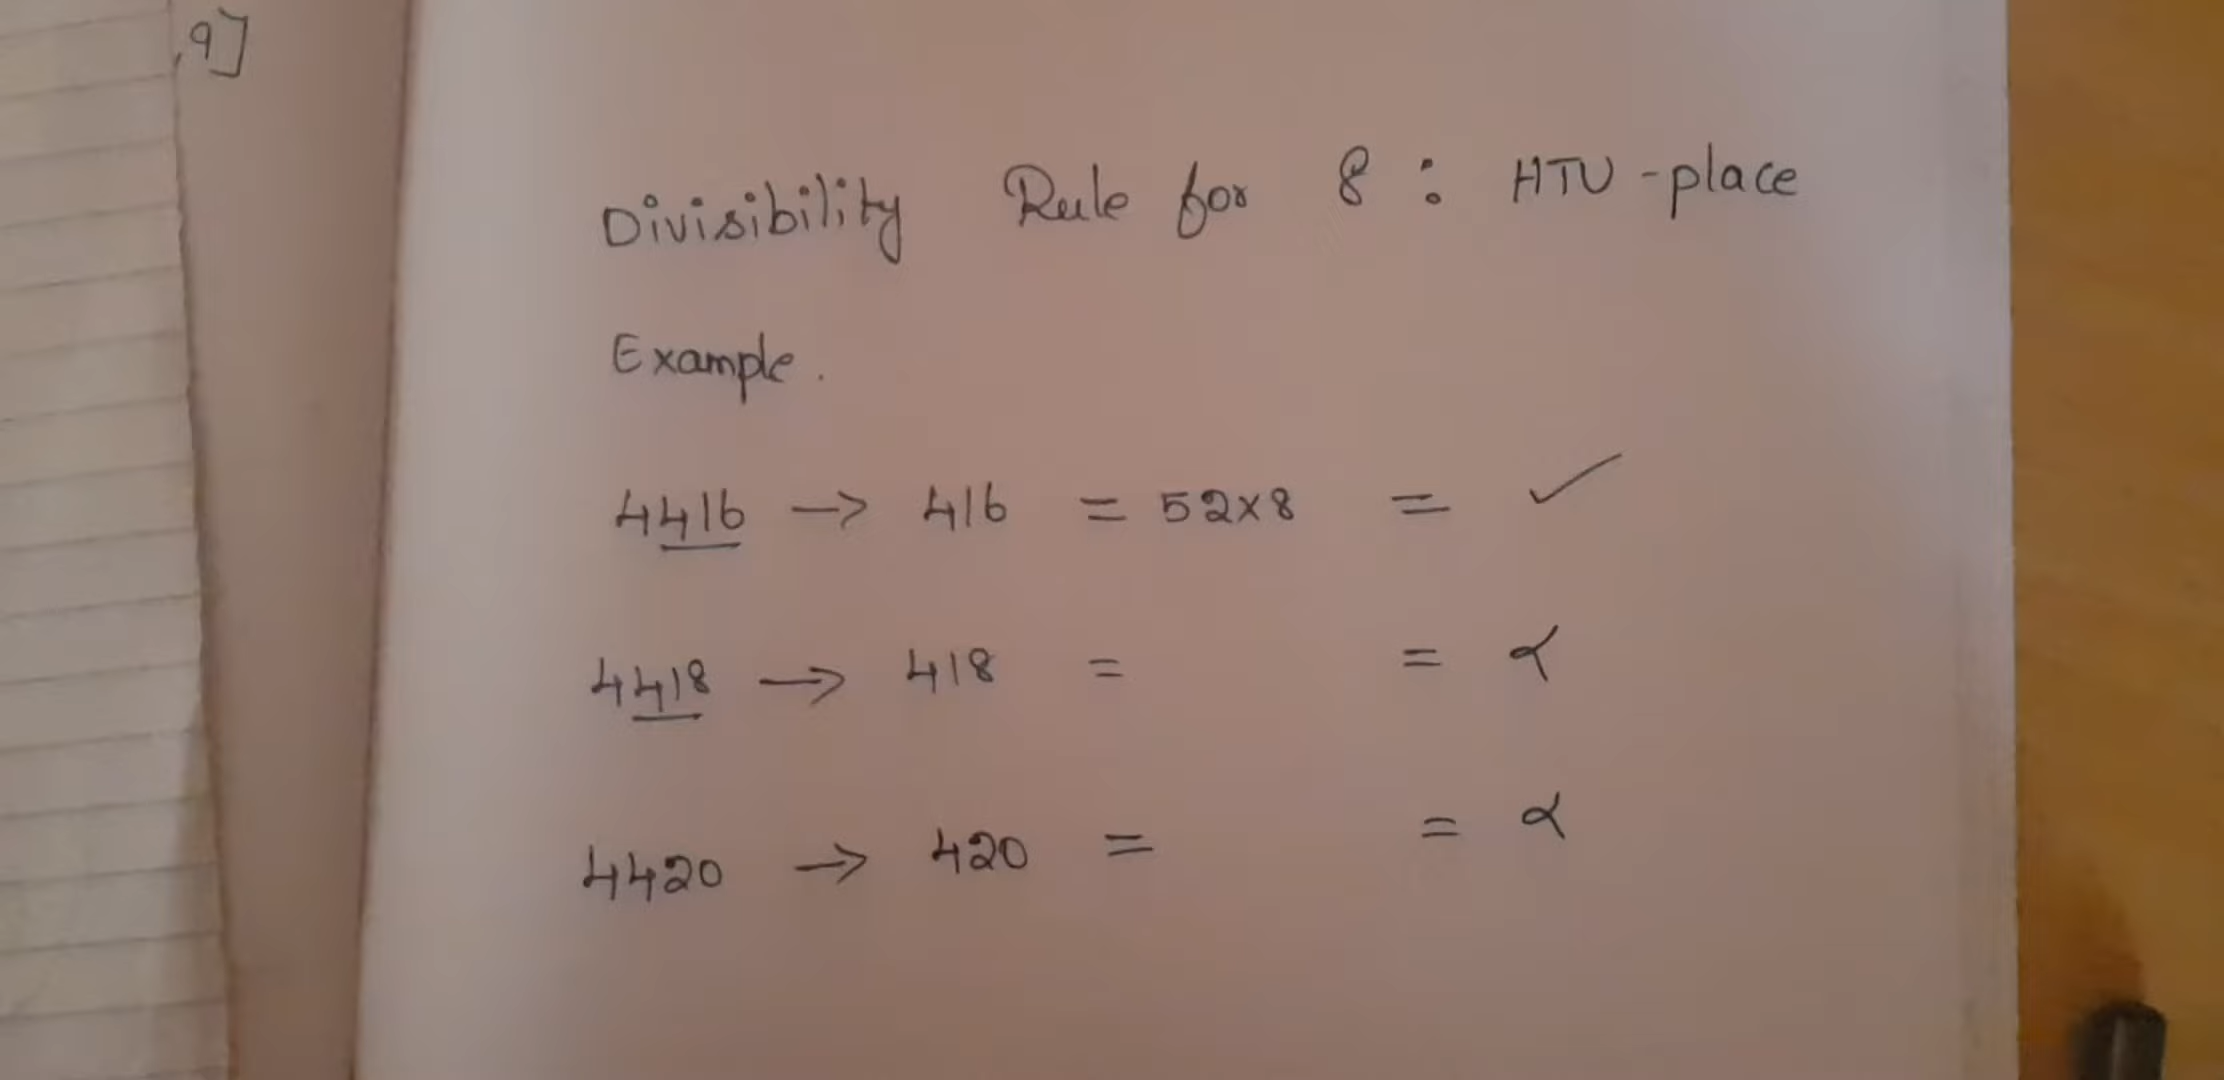 ,9]
Divisibility Rule for 8 : HTU - place
Example.
4416 -> 416 = 52x8 = ✓
4418 -> 418 = = α
4420 -> 420 = = α